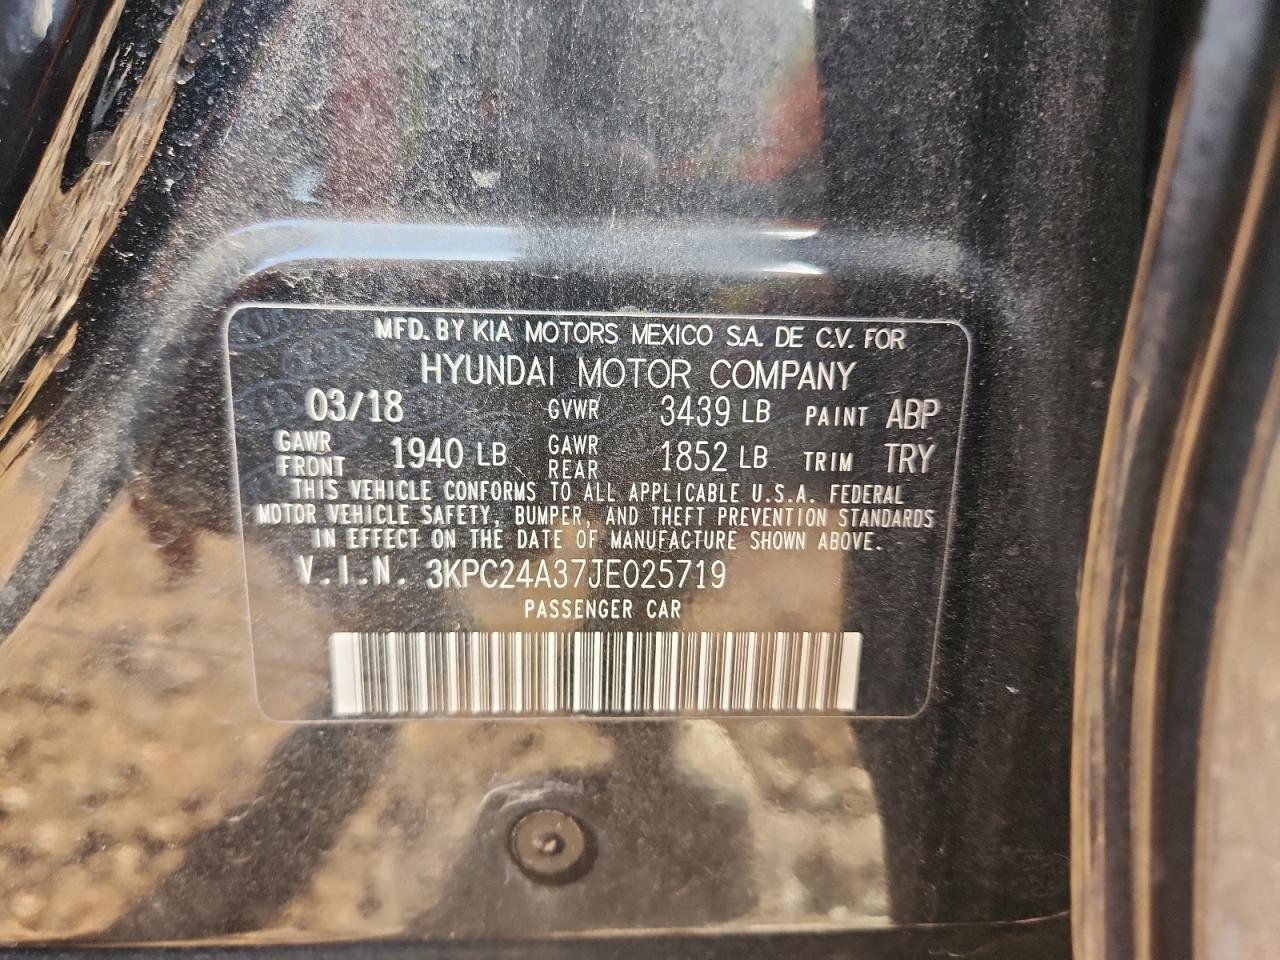 MFD. BY KIA MOTORS MEXICO S.A. DE C.V. FOR
HYUNDAI MOTOR COMPANY
03/18 GVWR 3439 LB PAINT ABP
GAWR FRONT 1940 LB GAWR REAR 1852 LB TRIM TRY
THIS VEHICLE CONFORMS TO ALL APPLICABLE U.S.A. FEDERAL
MOTOR VEHICLE SAFETY, BUMPER, AND THEFT PREVENTION STANDARDS
IN EFFECT ON THE DATE OF MANUFACTURE SHOWN ABOVE.
V.I.N. 3KPC24A37JE025719
PASSENGER CAR